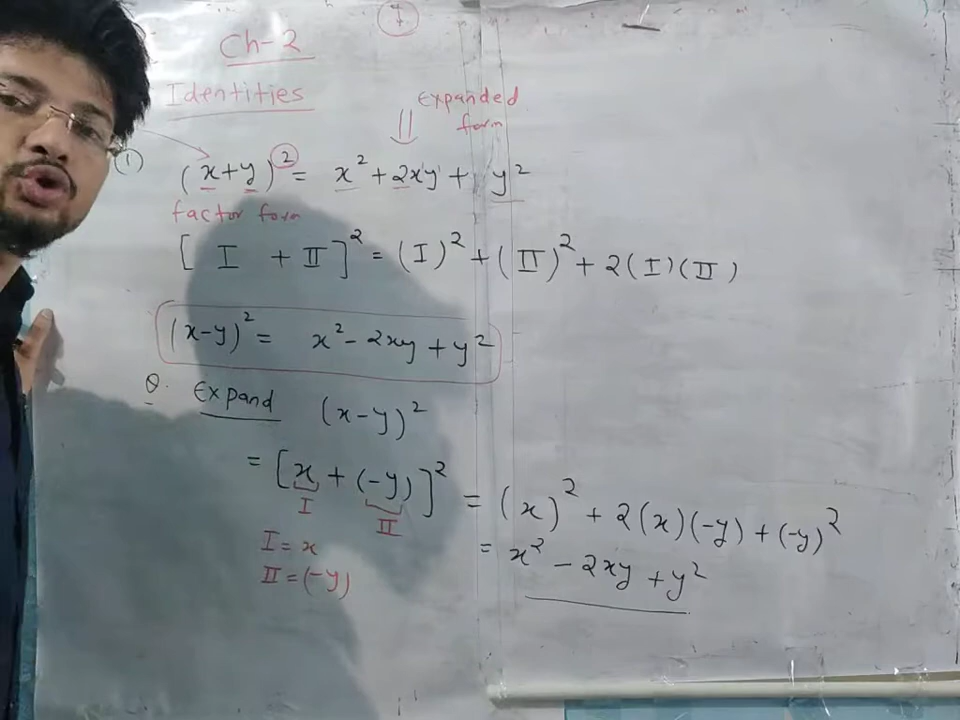 Ch-2
Identities
Expanded form
① (x+y)² = x² + 2xy + y²
factor form
[ I + II ]² = (I)² + (II)² + 2(I)(II)
(x-y)² = x² - 2xy + y²
Q. Expand (x-y)²
= [x + (-y)]² = (x)² + 2(x)(-y) + (-y)²
I II
= x² - 2xy + y²
I = x
II = (-y)